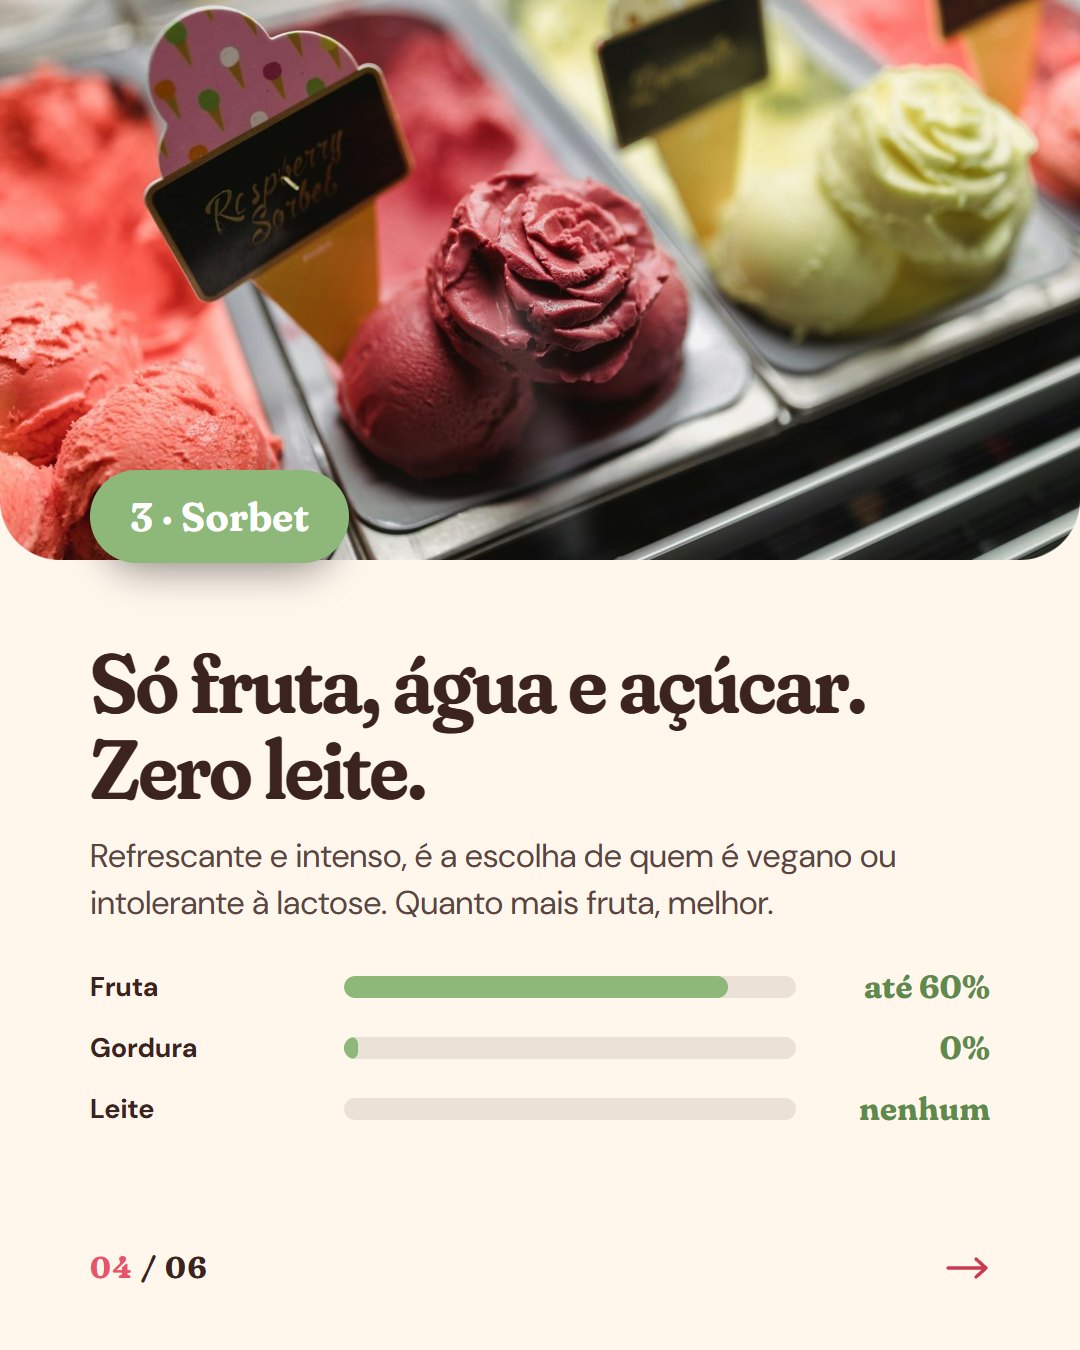 Raspberry
Sorbet
3 · Sorbet
Só fruta, água e açúcar.
Zero leite.
Refrescante e intenso, é a escolha de quem é vegano ou
intolerante à lactose. Quanto mais fruta, melhor.
Fruta até 60%
Gordura 0%
Leite nenhum
04 / 06